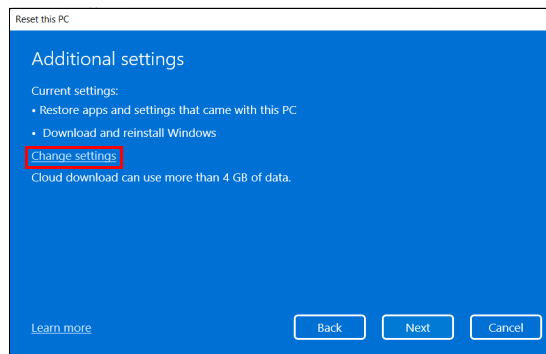 Reset this PC
Additional settings
Current settings:
• Restore apps and settings that came with this PC
• Download and reinstall Windows
Change settings
Cloud download can use more than 4 GB of data.
Learn more
Back
Next
Cancel